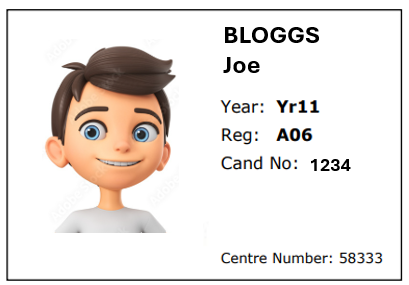 BLOGGS
Joe
Year: Yr11
Reg: A06
Cand No: 1234
Centre Number: 58333